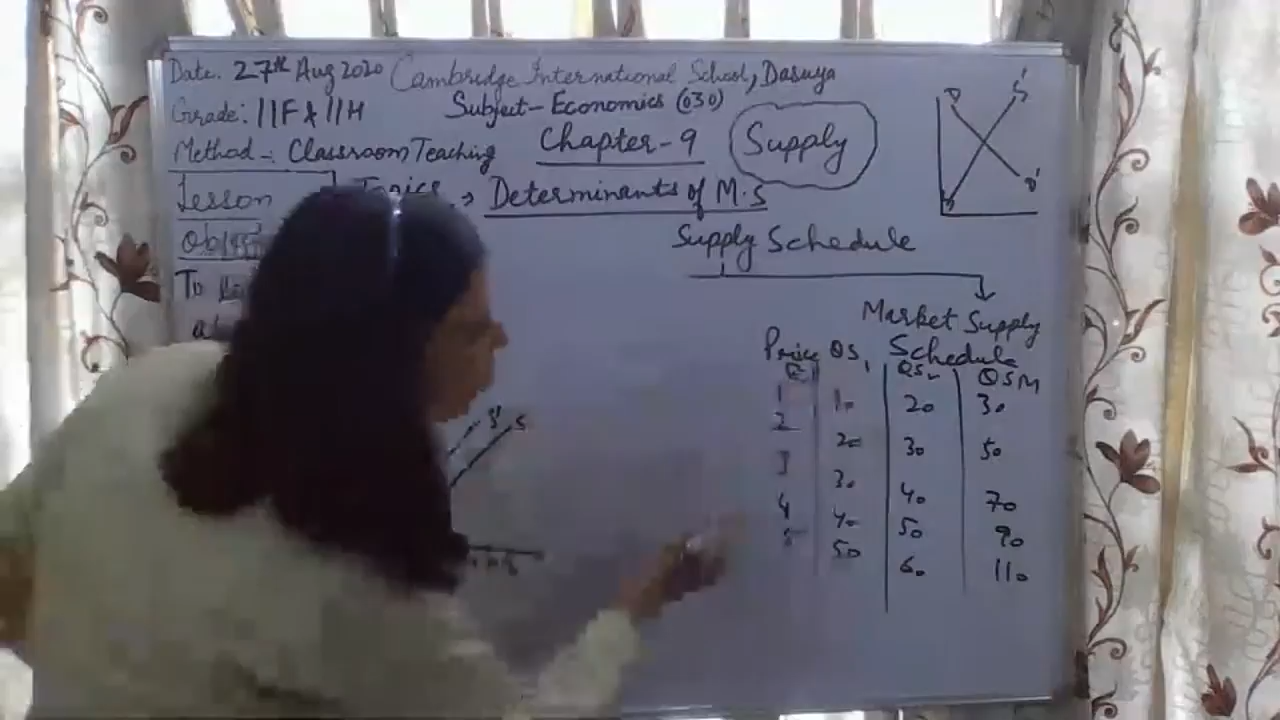 Date. 27th Aug 2020 Cambridge International School, Dasuya
Grade: 11F & 11H Subject- Economics (030)
Method -: Classroom Teaching Chapter-9 Supply
Lesson Topics -> Determinants of M.S
To
Supply Schedule
Market Supply
Schedule
Price QS1 QS2 QSM
1 10 20 30
2 20 30 50
3 30 40 70
4 40 50 90
5 50 60 110
D S'
S D'
S' S